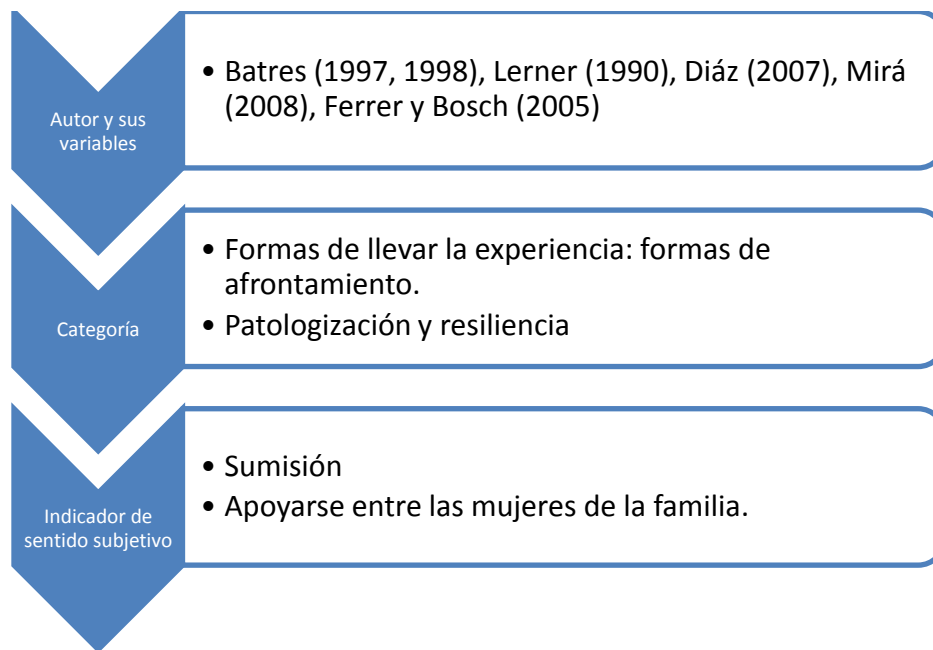 Autor y sus
variables
• Batres (1997, 1998), Lerner (1990), Diáz (2007), Mirá
(2008), Ferrer y Bosch (2005)
Categoría
• Formas de llevar la experiencia: formas de
afrontamiento.
• Patologización y resiliencia
Indicador de
sentido subjetivo
• Sumisión
• Apoyarse entre las mujeres de la familia.